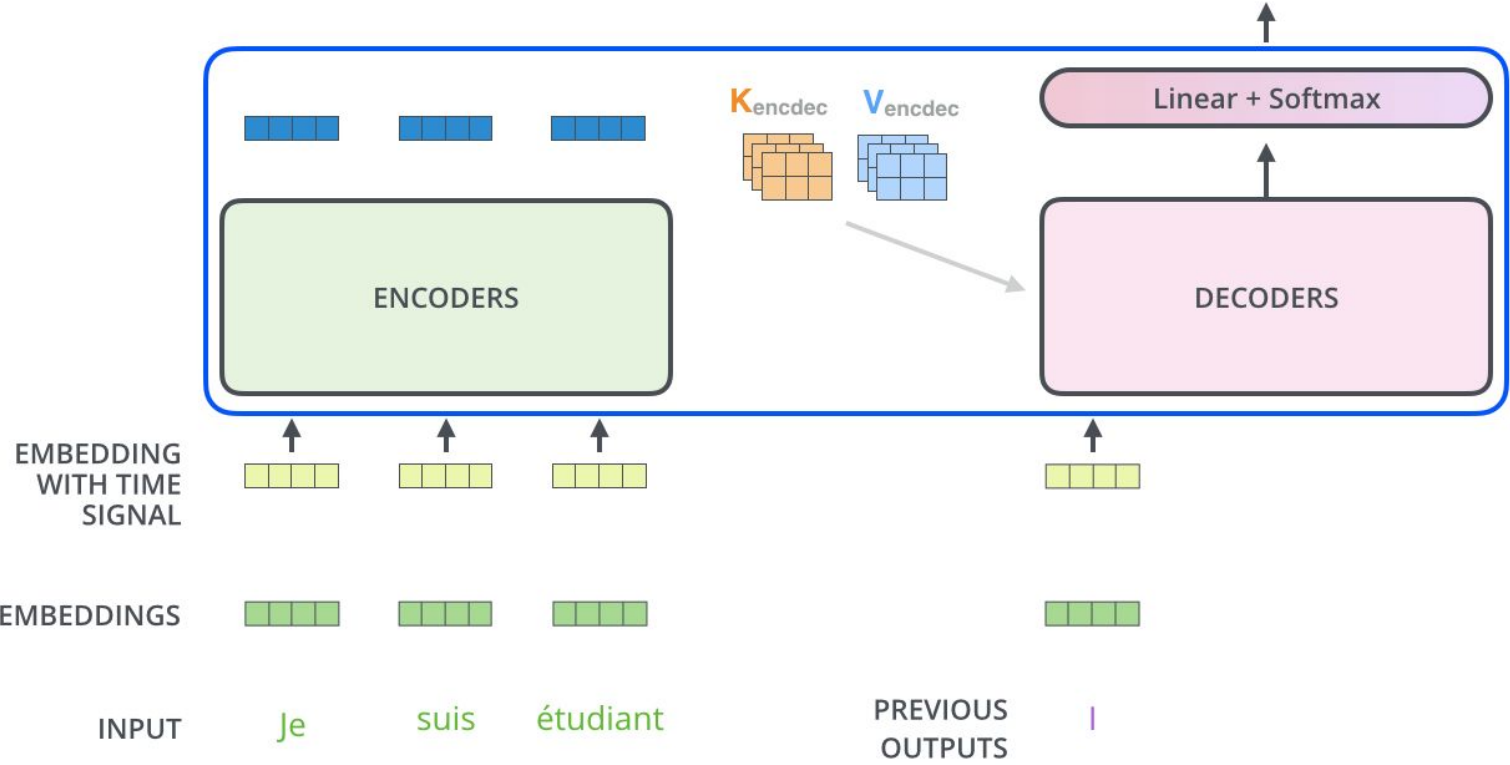 Kencdec Vencdec
Linear + Softmax
ENCODERS
DECODERS
EMBEDDING
WITH TIME
SIGNAL
EMBEDDINGS
INPUT
Je suis étudiant
PREVIOUS
OUTPUTS
I